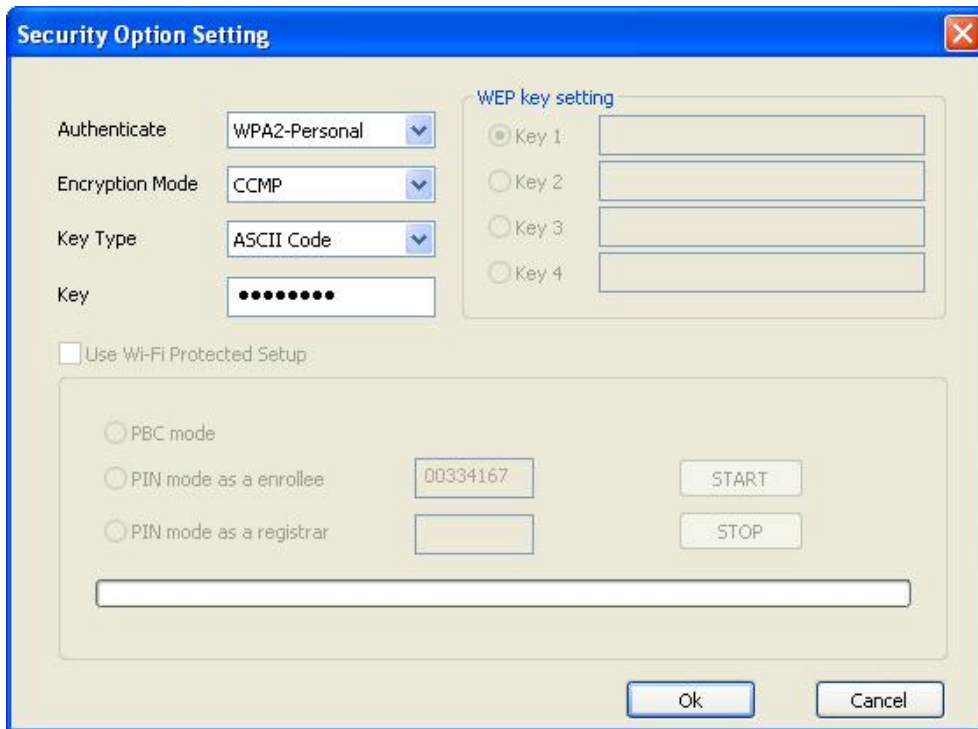 Security Option Setting
Authenticate WPA2-Personal
Encryption Mode CCMP
Key Type ASCII Code
Key ●●●●●●●●
WEP key setting
Key 1
Key 2
Key 3
Key 4
Use Wi-Fi Protected Setup
PBC mode
PIN mode as a enrollee 00334167 START
PIN mode as a registrar STOP
Ok Cancel